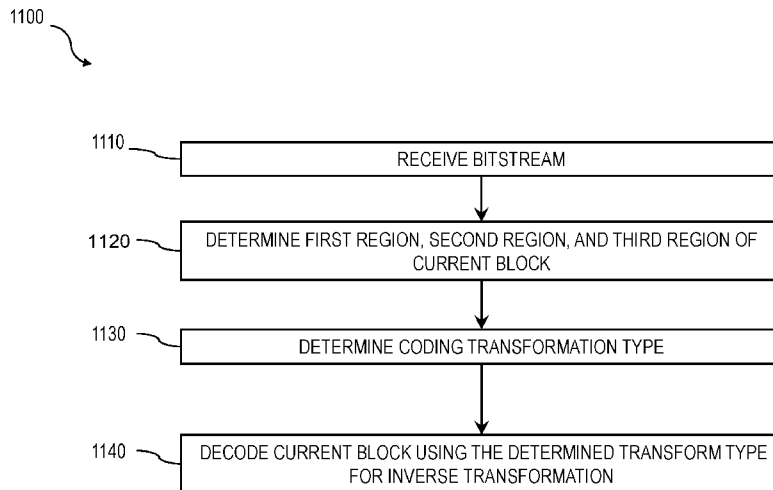 1100
1110
RECEIVE BITSTREAM
1120
DETERMINE FIRST REGION, SECOND REGION, AND THIRD REGION OF
CURRENT BLOCK
1130
DETERMINE CODING TRANSFORMATION TYPE
1140
DECODE CURRENT BLOCK USING THE DETERMINED TRANSFORM TYPE
FOR INVERSE TRANSFORMATION